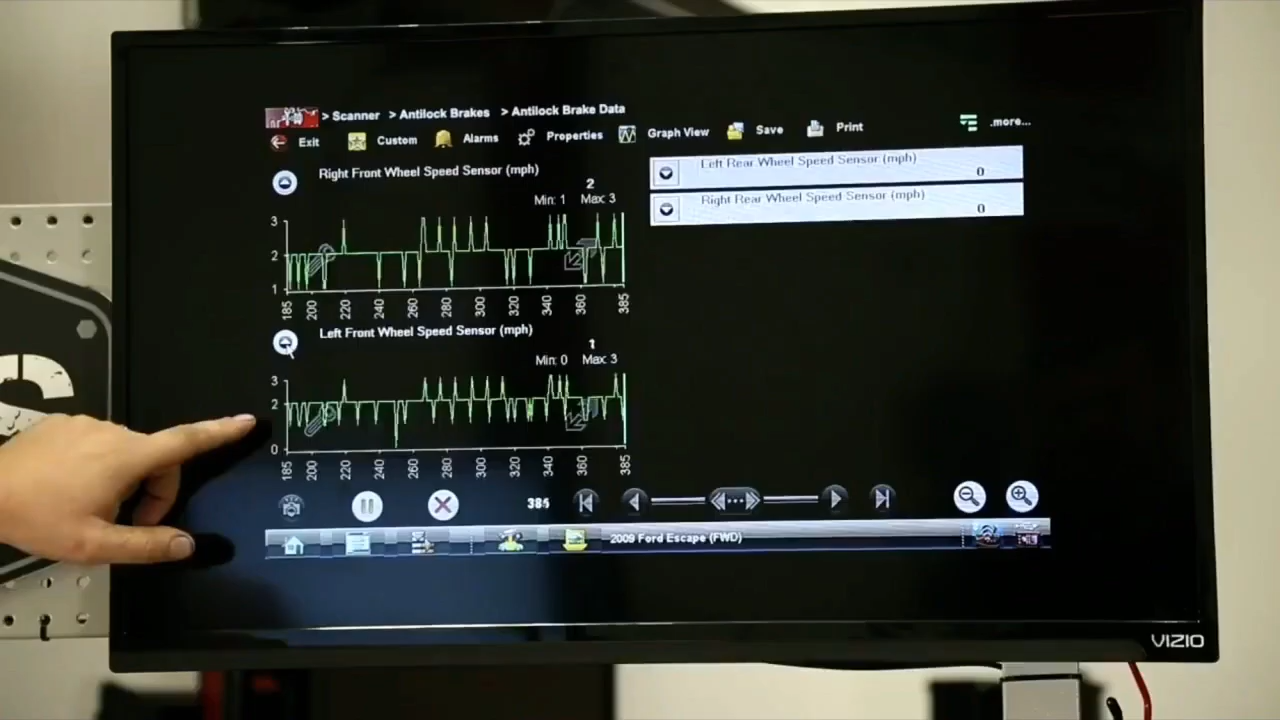 > Scanner > Antilock Brakes > Antilock Brake Data
Exit Custom Alarms Properties Graph View Save Print .more...
Right Front Wheel Speed Sensor (mph)
2
Min: 1 Max: 3
3
2
1
185 200 220 240 260 280 300 320 340 360 385
Left Front Wheel Speed Sensor (mph)
1
Min: 0 Max: 3
3
2
0
185 200 220 240 260 280 300 320 340 360 385
Left Rear Wheel Speed Sensor (mph)
0
Right Rear Wheel Speed Sensor (mph)
0
2009 Ford Escape (FWD)
VIZIO
S